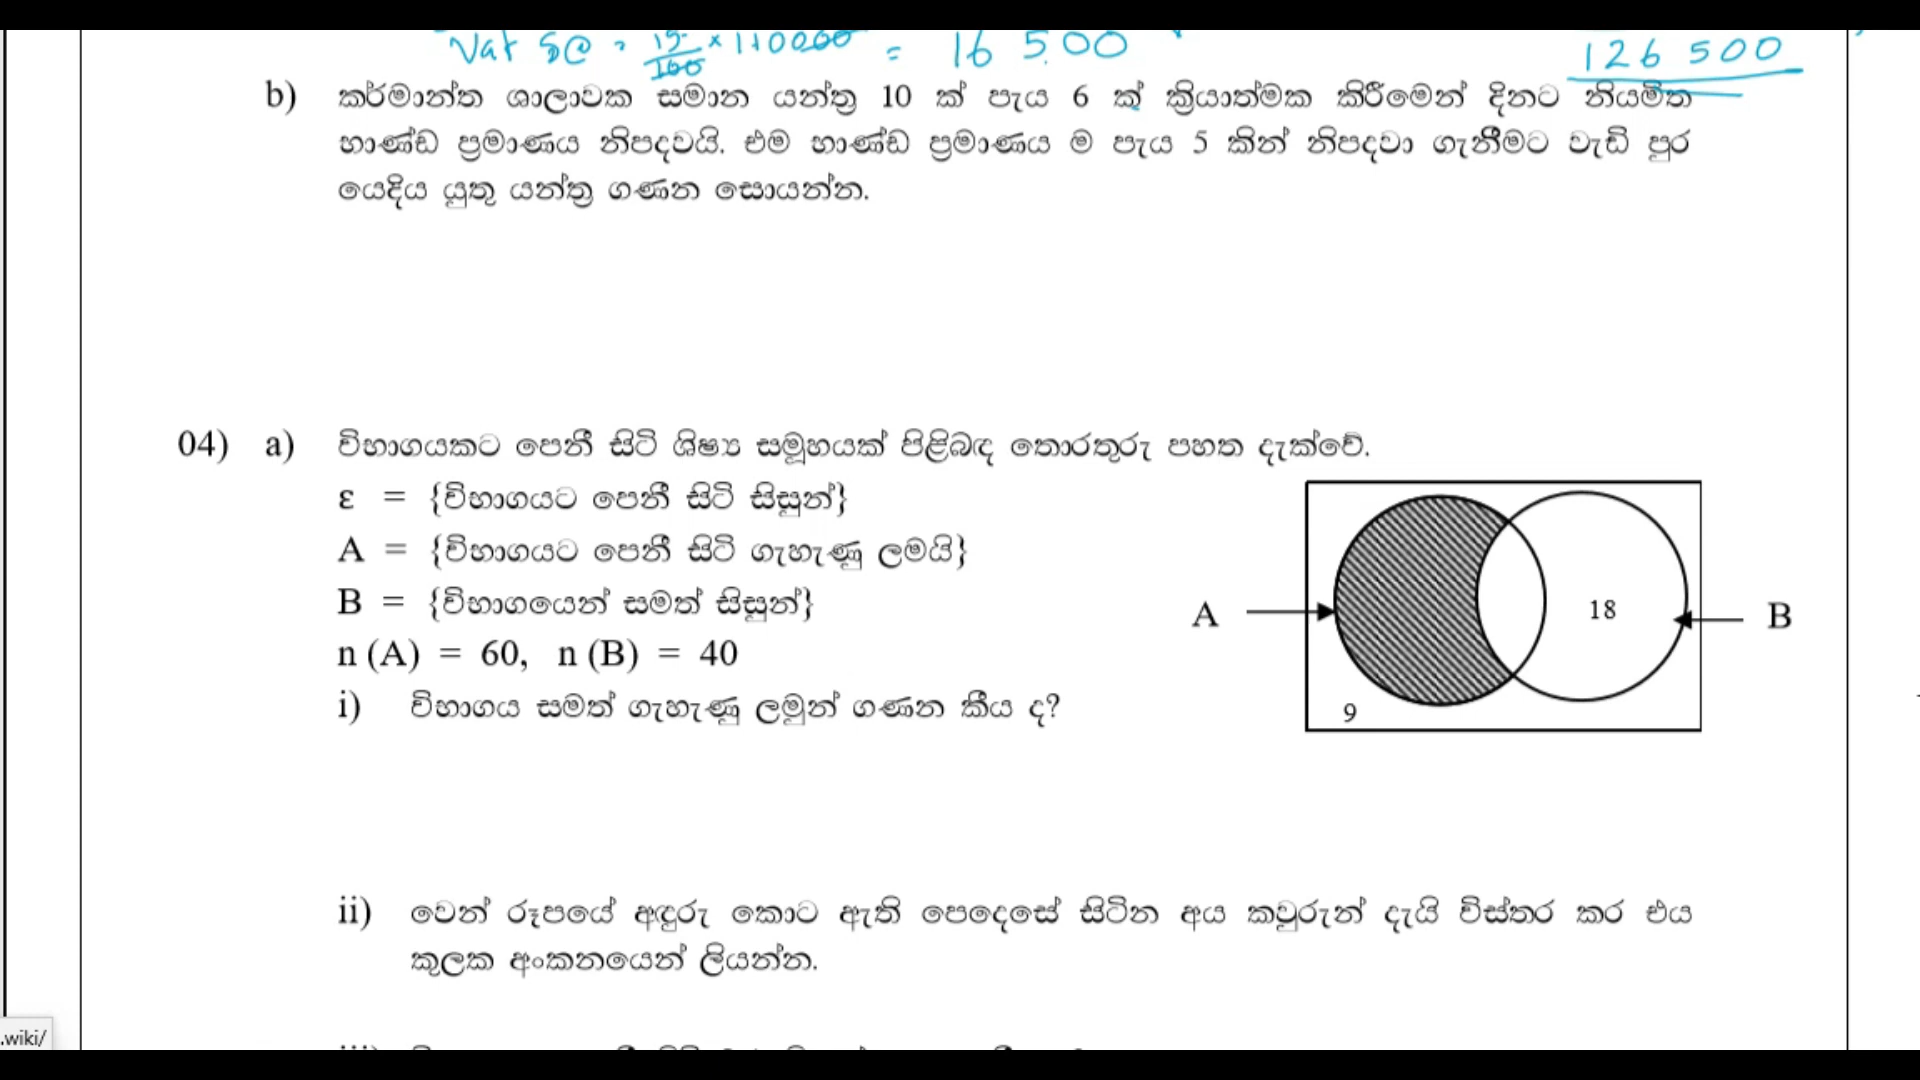 Vat මුදල = 15/100 × 110000 = 16 500
126 500
b) කර්මාන්ත ශාලාවක සමාන යන්ත්‍ර 10 ක් පැය 6 ක් ක්‍රියාත්මක කිරීමෙන් දිනට නියමිත
භාණ්ඩ ප්‍රමාණය නිපදවයි. එම භාණ්ඩ ප්‍රමාණය ම පැය 5 කින් නිපදවා ගැනීමට වැඩි පුර
යෙදිය යුතු යන්ත්‍ර ගණන සොයන්න.
04) a) විභාගයකට පෙනී සිටි ශිෂ්‍ය සමූහයක් පිළිබඳ තොරතුරු පහත දැක්වේ.
ε = {විභාගයට පෙනී සිටි සිසුන්}
A = {විභාගයට පෙනී සිටි ගැහැණු ලමයි}
B = {විභාගයෙන් සමත් සිසුන්}
A 18 B
n (A) = 60, n (B) = 40
i) විභාගය සමත් ගැහැණු ලමුන් ගණන කීය ද?
9
ii) වෙන් රූපයේ අඳුරු කොට ඇති පෙදෙසේ සිටින අය කවුරුන් දැයි විස්තර කර එය
කුලක අංකනයෙන් ලියන්න.
.wiki/